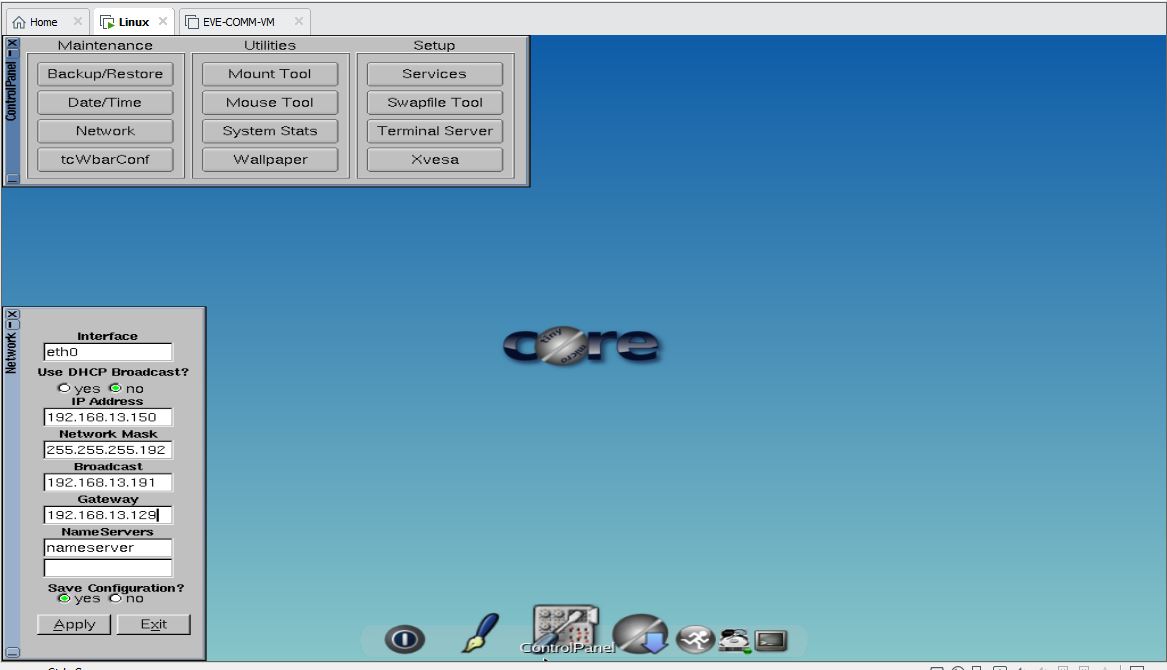 Home
Linux
EVE-COMM-VM
ControlPanel
Maintenance Utilities Setup
Backup/Restore Mount Tool Services
Date/Time Mouse Tool Swapfile Tool
Network System Stats Terminal Server
tcWbarConf Wallpaper Xvesa
Network
Interface
eth0
Use DHCP Broadcast?
yes no
IP Address
192.168.13.150
Network Mask
255.255.255.192
Broadcast
192.168.13.191
Gateway
192.168.13.129
NameServers
nameserver
Save Configuration?
yes no
Apply Exit
core
tiny
micro
ControlPanel